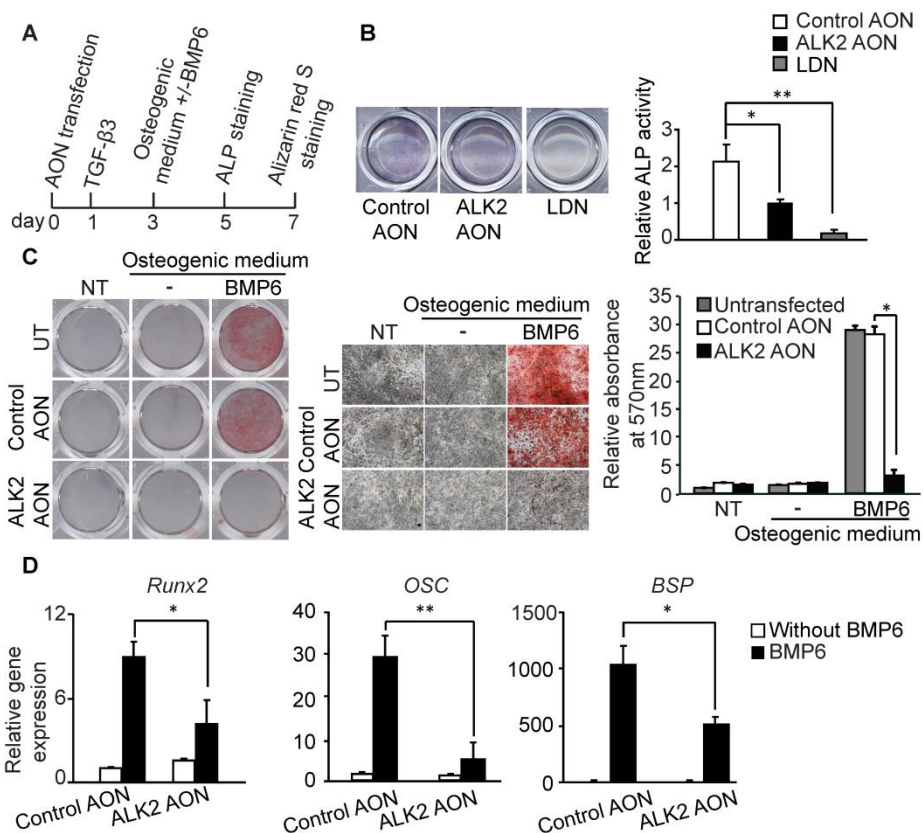 A
AON transfection
TGF-β3
Osteogenic
medium +/-BMP6
ALP staining
Alizarin red S
staining
day 0 1 3 5 7
B
Control
AON
ALK2
AON
LDN
Control AON
ALK2 AON
LDN
Relative ALP activity
3
2
1
0
*
**
C
Osteogenic medium
NT - BMP6
UT
Control
AON
ALK2
AON
Osteogenic medium
NT - BMP6
UT
Control
AON
ALK2
AON
Untransfected
Control AON
ALK2 AON
Relative absorbance
at 570nm
35
30
25
20
15
10
5
0
*
NT - BMP6
Osteogenic medium
D
Relative gene
expression
Runx2
12
6
0
*
Control AON
ALK2 AON
OSC
40
30
20
10
0
**
Control AON
ALK2 AON
BSP
1500
1000
500
0
*
Control AON
ALK2 AON
Without BMP6
BMP6